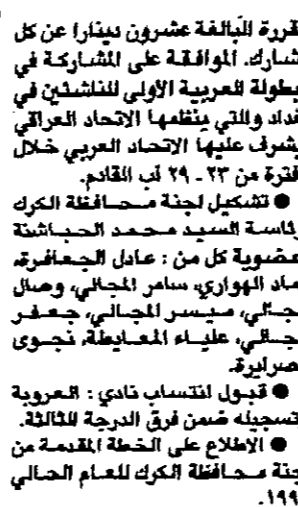 قررة البالغة عشرون دينارا عن كل
شارك. الموافقة على المشاركة في
بطولة العربية الاولى للناشئين في
غداد والتي ينظمها الاتحاد العراقي
يشرف عليها الاتحاد العربي خلال
فترة من ٢٣ - ٢٩ آب القادم.
● تشكيل لجنة محافظة الكرك
رئاسة السيد محمد الحباشنة
عضوية كل من : عادل الجعافرة،
ماد الهواري، سامر المجالي، وصال
جالي، ميسر المجالي، جعفر
جالي، علياء المعايطة، نجوى
صرايرة.
● قبول انتساب نادي : العروبة
تسجيله ضمن فرق الدرجة الثالثة.
● الاطلاع على الخطة المقدمة من
جنة محافظة الكرك للعام الحالي
١٩٩.